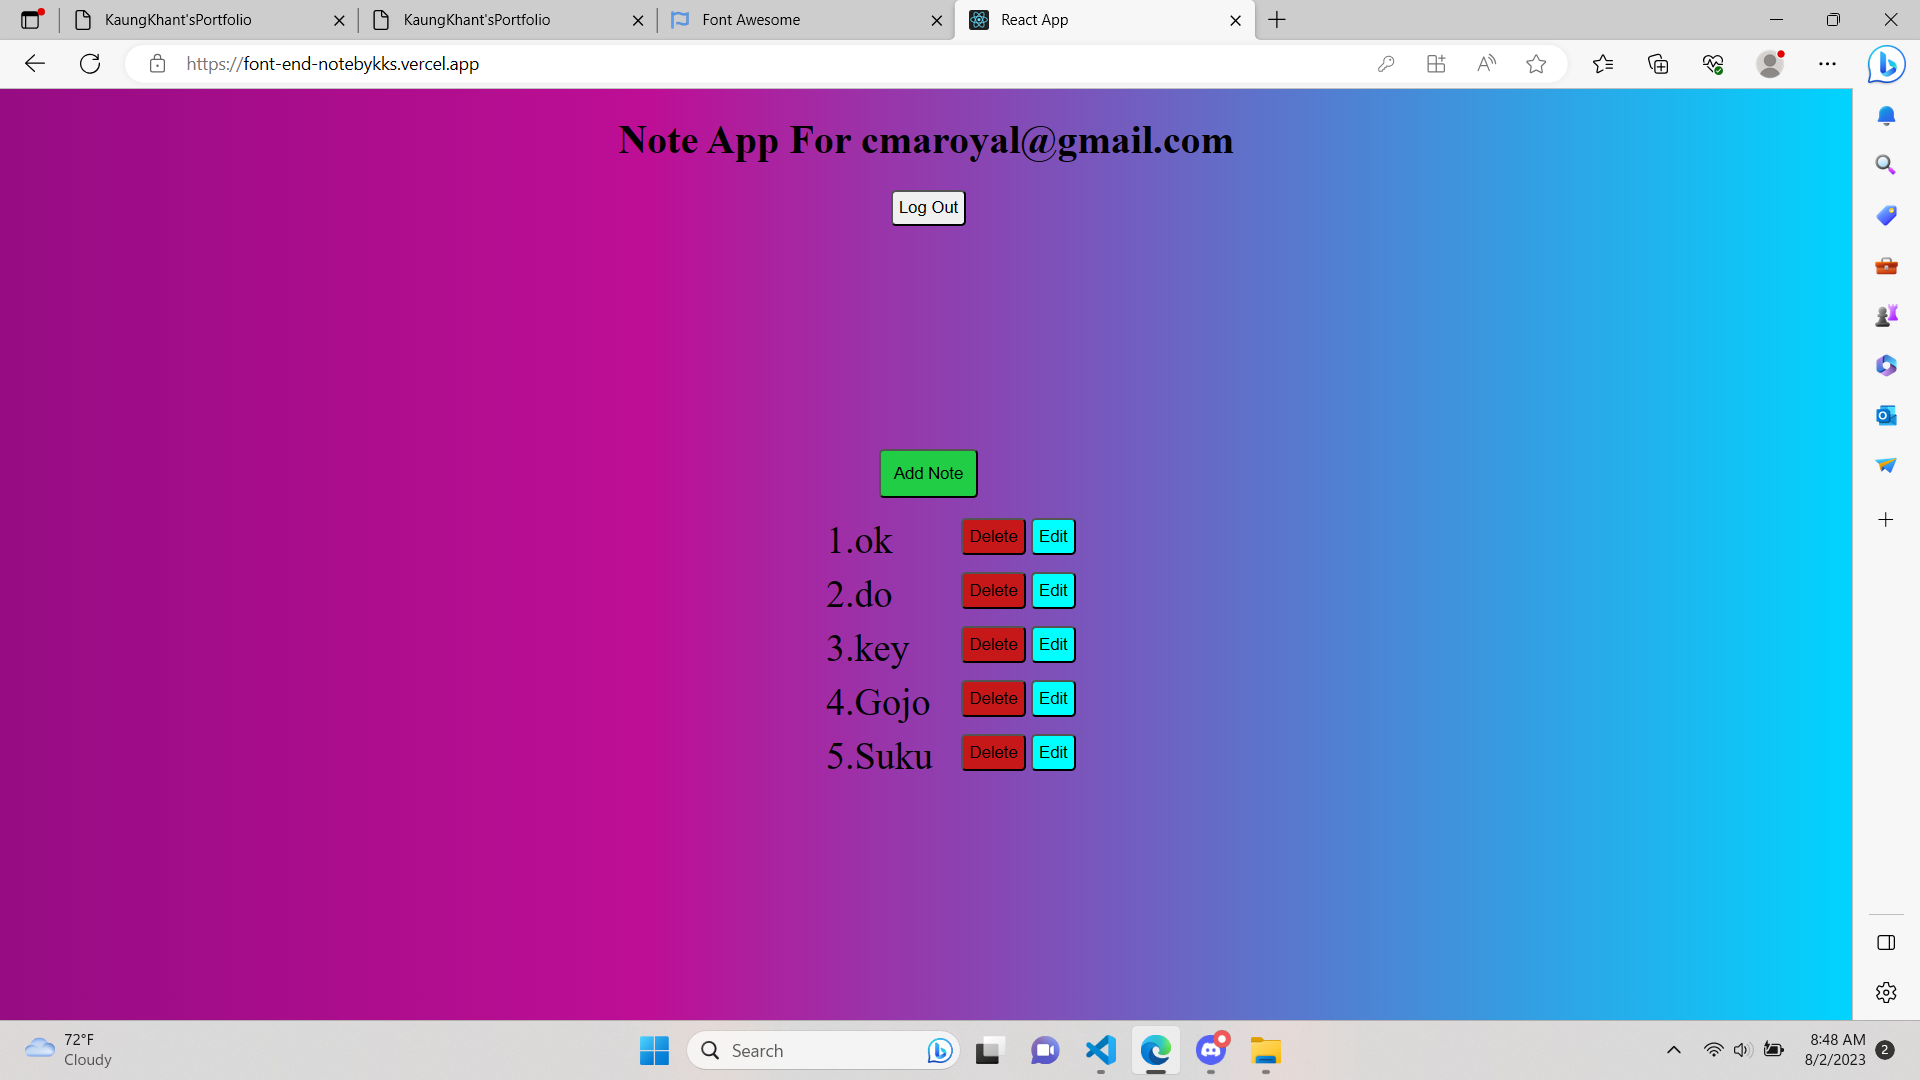 KaungKhant'sPortfolio
KaungKhant'sPortfolio
Font Awesome
React App
https://font-end-notebykks.vercel.app
Note App For cmaroyal@gmail.com
Log Out
Add Note
1.ok Delete Edit
2.do Delete Edit
3.key Delete Edit
4.Gojo Delete Edit
5.Suku Delete Edit
72°F
Cloudy
Search
8:48 AM
8/2/2023
2